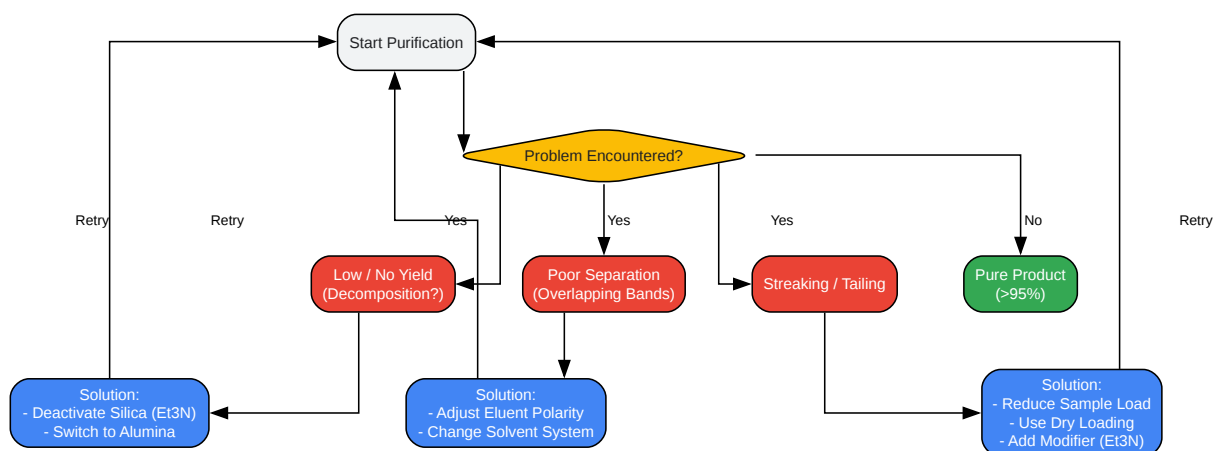 Start Purification
Problem Encountered?
Retry
Retry
Yes
Yes
Yes
No
Retry
Low / No Yield
(Decomposition?)
Poor Separation
(Overlapping Bands)
Streaking / Tailing
Pure Product
(>95%)
Solution:
- Deactivate Silica (Et3N)
- Switch to Alumina
Solution:
- Adjust Eluent Polarity
- Change Solvent System
Solution:
- Reduce Sample Load
- Use Dry Loading
- Add Modifier (Et3N)